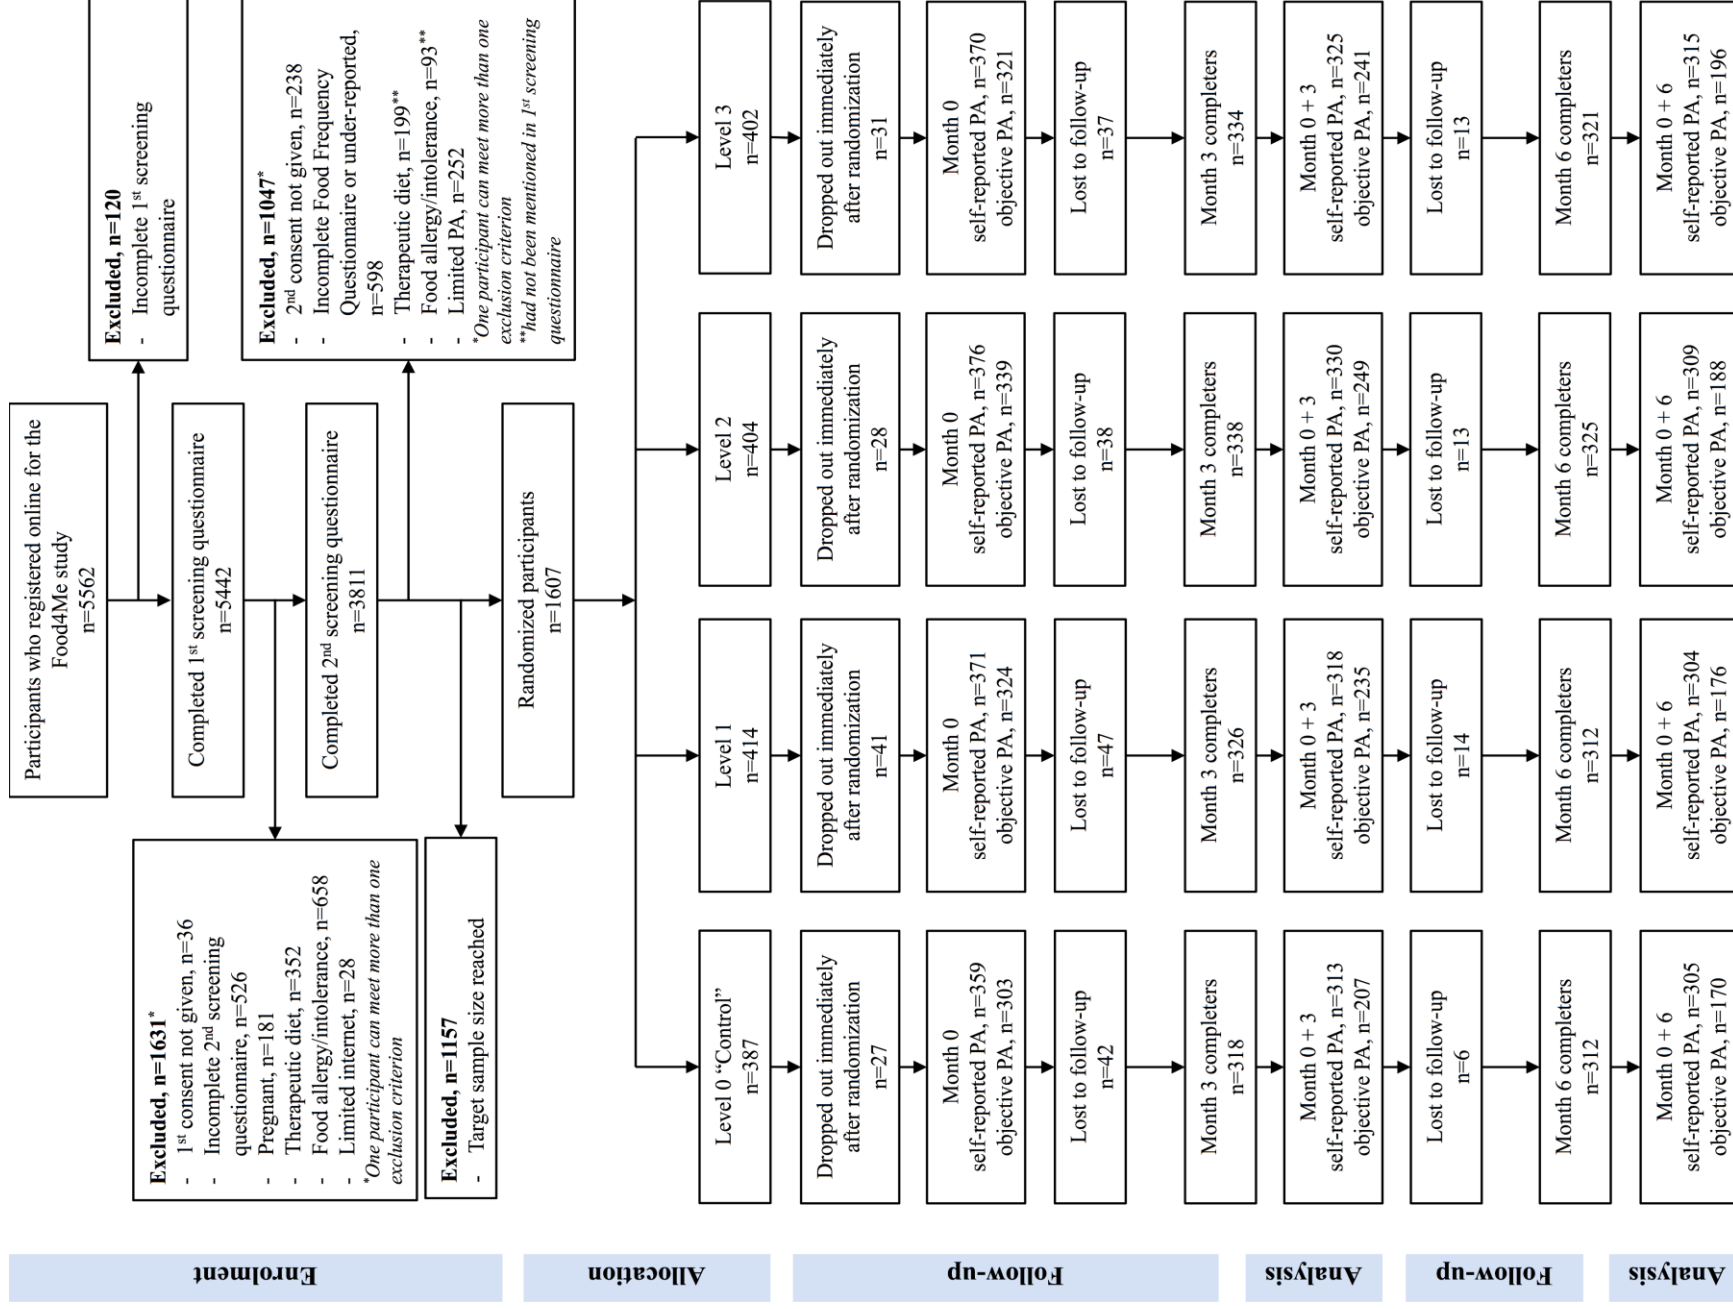 Participants who registered online for the
Food4Me study
n=5562
Excluded, n=120
- Incomplete 1st screening
questionnaire
Completed 1st screening questionnaire
n=5442
Excluded, n=1631*
- 1st consent not given, n=36
- Incomplete 2nd screening
questionnaire, n=526
- Pregnant, n=181
- Therapeutic diet, n=352
- Food allergy/intolerance, n=658
- Limited internet, n=28
*One participant can meet more than one
exclusion criterion
Completed 2nd screening questionnaire
n=3811
Excluded, n=1047*
- 2nd consent not given, n=238
- Incomplete Food Frequency
Questionnaire or under-reported,
n=598
- Therapeutic diet, n=199**
- Food allergy/intolerance, n=93**
- Limited PA, n=252
*One participant can meet more than one
exclusion criterion
**had not been mentioned in 1st screening
questionnaire
Excluded, n=1157
- Target sample size reached
Randomized participants
n=1607
Enrolment
Level 0 “Control”
n=387
Level 1
n=414
Level 2
n=404
Level 3
n=402
Allocation
Dropped out immediately
after randomization
n=27
Dropped out immediately
after randomization
n=41
Dropped out immediately
after randomization
n=28
Dropped out immediately
after randomization
n=31
Month 0
self-reported PA, n=359
objective PA, n=303
Month 0
self-reported PA, n=371
objective PA, n=324
Month 0
self-reported PA, n=376
objective PA, n=339
Month 0
self-reported PA, n=370
objective PA, n=321
Lost to follow-up
n=42
Lost to follow-up
n=47
Lost to follow-up
n=38
Lost to follow-up
n=37
Month 3 completers
n=318
Month 3 completers
n=326
Month 3 completers
n=338
Month 3 completers
n=334
Follow-up
Month 0 + 3
self-reported PA, n=313
objective PA, n=207
Month 0 + 3
self-reported PA, n=318
objective PA, n=235
Month 0 + 3
self-reported PA, n=330
objective PA, n=249
Month 0 + 3
self-reported PA, n=325
objective PA, n=241
Analysis
Lost to follow-up
n=6
Lost to follow-up
n=14
Lost to follow-up
n=13
Lost to follow-up
n=13
Month 6 completers
n=312
Month 6 completers
n=312
Month 6 completers
n=325
Month 6 completers
n=321
Follow-up
Month 0 + 6
self-reported PA, n=305
objective PA, n=170
Month 0 + 6
self-reported PA, n=304
objective PA, n=176
Month 0 + 6
self-reported PA, n=309
objective PA, n=188
Month 0 + 6
self-reported PA, n=315
objective PA, n=196
Analysis